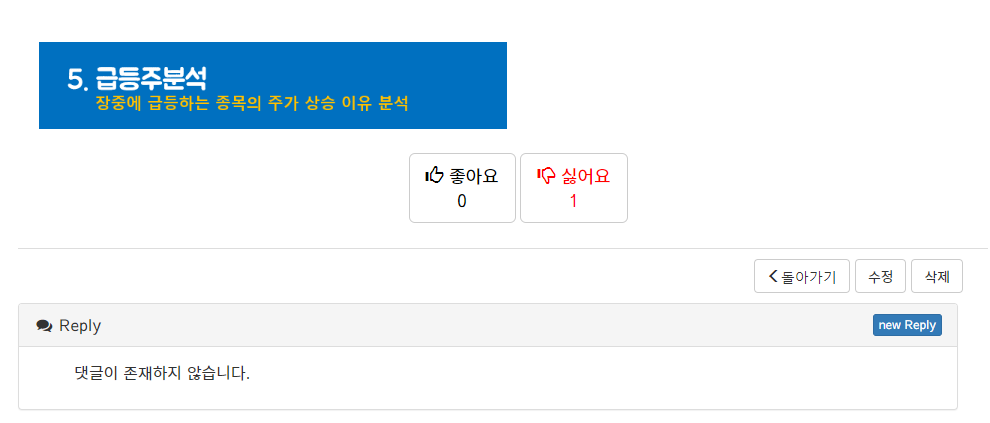 5. 급등주분석
장중에 급등하는 종목의 주가 상승 이유 분석
좋아요 싫어요
0 1
돌아가기 수정 삭제
Reply new Reply
댓글이 존재하지 않습니다.